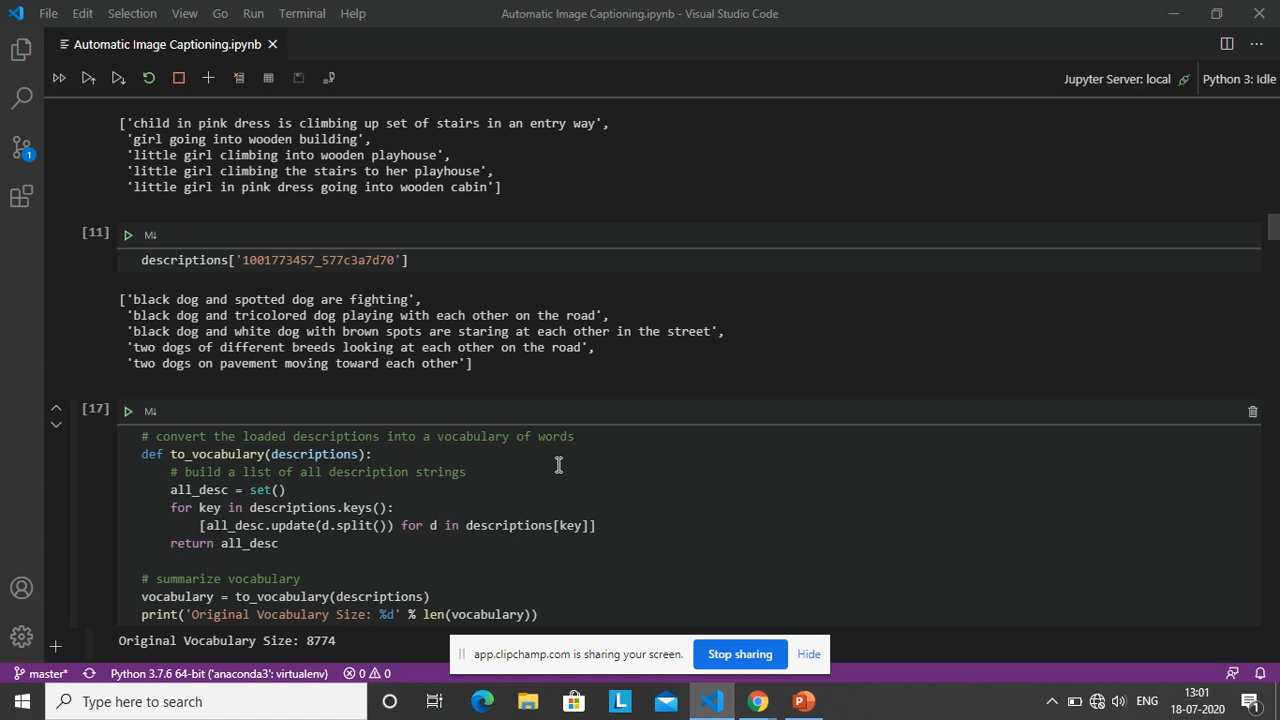 File Edit Selection View Go Run Terminal Help Automatic Image Captioning.ipynb - Visual Studio Code
Automatic Image Captioning.ipynb
Jupyter Server: local Python 3: Idle
['child in pink dress is climbing up set of stairs in an entry way',
'girl going into wooden building',
'little girl climbing into wooden playhouse',
'little girl climbing the stairs to her playhouse',
'little girl in pink dress going into wooden cabin']
[11]
M↓
descriptions['1001773457_577c3a7d70']
['black dog and spotted dog are fighting',
'black dog and tricolored dog playing with each other on the road',
'black dog and white dog with brown spots are staring at each other in the street',
'two dogs of different breeds looking at each other on the road',
'two dogs on pavement moving toward each other']
[17]
M↓
# convert the loaded descriptions into a vocabulary of words
def to_vocabulary(descriptions):
# build a list of all description strings
all_desc = set()
for key in descriptions.keys():
[all_desc.update(d.split()) for d in descriptions[key]]
return all_desc
# summarize vocabulary
vocabulary = to_vocabulary(descriptions)
print('Original Vocabulary Size: %d' % len(vocabulary))
Original Vocabulary Size: 8774
app.clipchamp.com is sharing your screen. Stop sharing Hide
master* Python 3.7.6 64-bit ('anaconda3': virtualenv) 0 0
Type here to search
ENG
13:01
18-07-2020
1
1
L